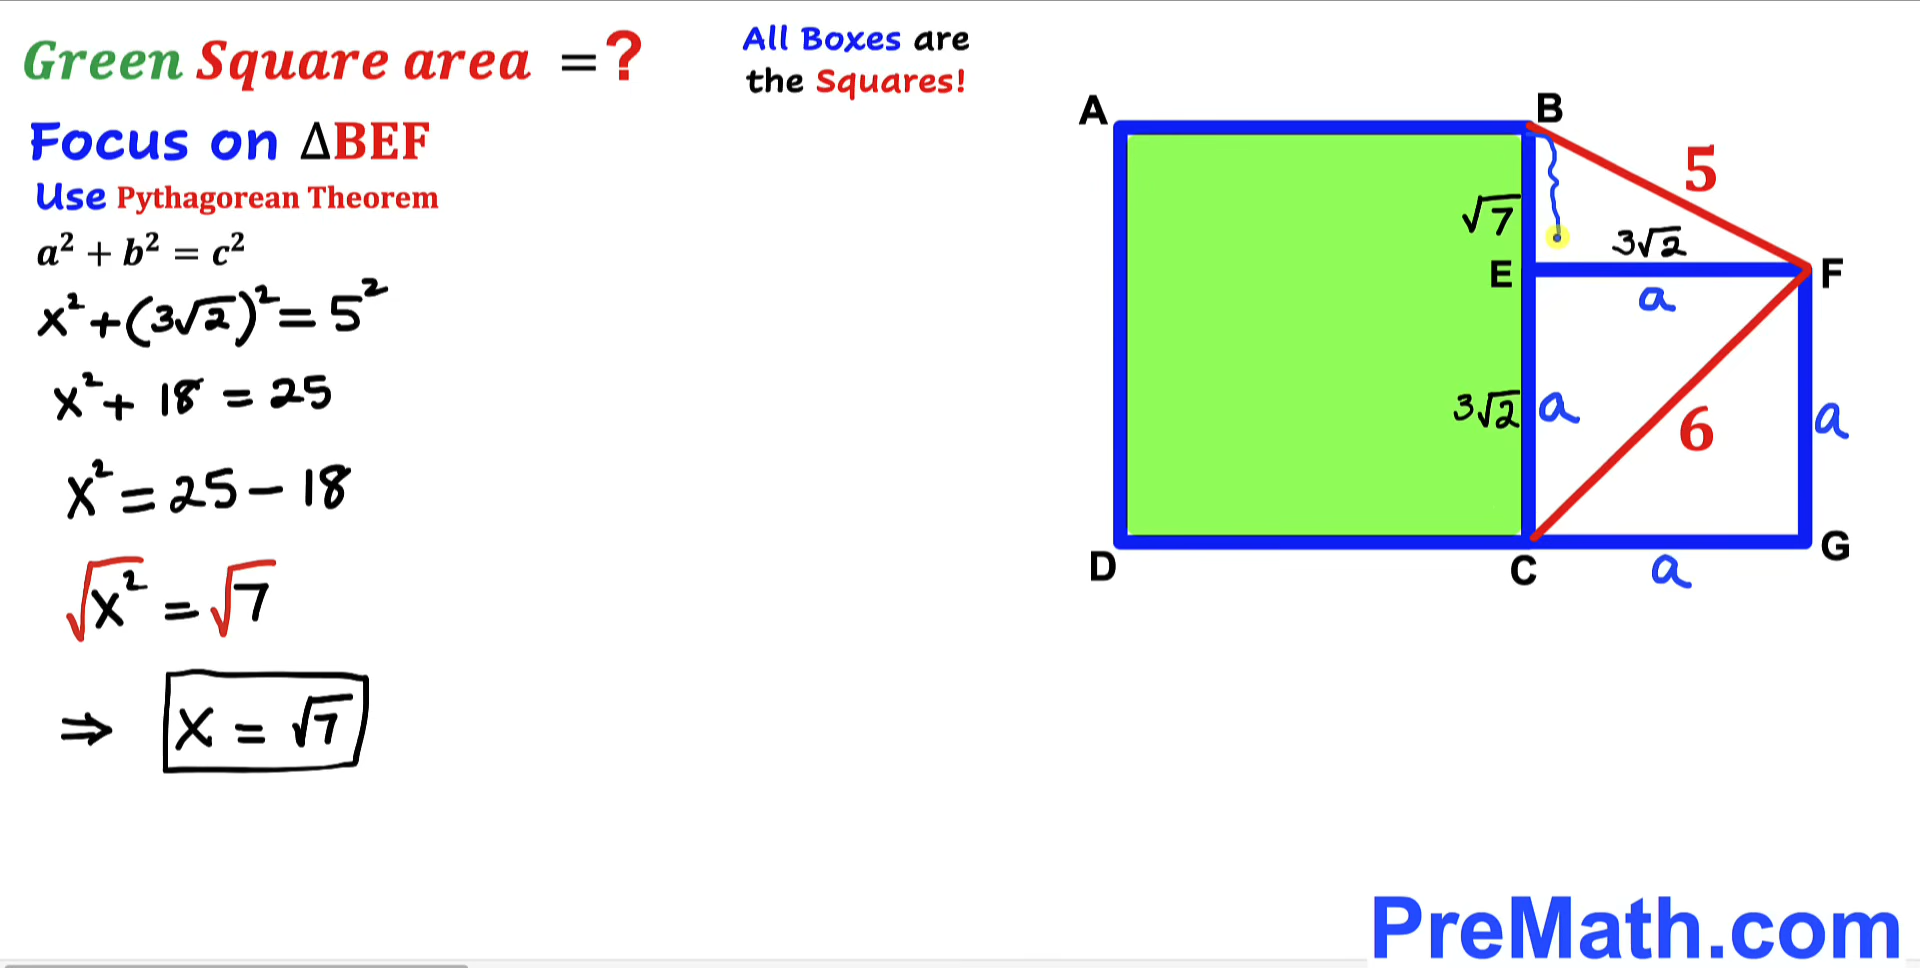 Green Square area = ?
All Boxes are
the Squares!
Focus on ΔBEF
Use Pythagorean Theorem
a² + b² = c²
x² + (3√2)² = 5²
x² + 18 = 25
x² = 25 - 18
√x² = √7
⇒ x = √7
A
B
5
√7
3√2
E
F
a
3√2
a
6
a
D
C
G
a
PreMath.com